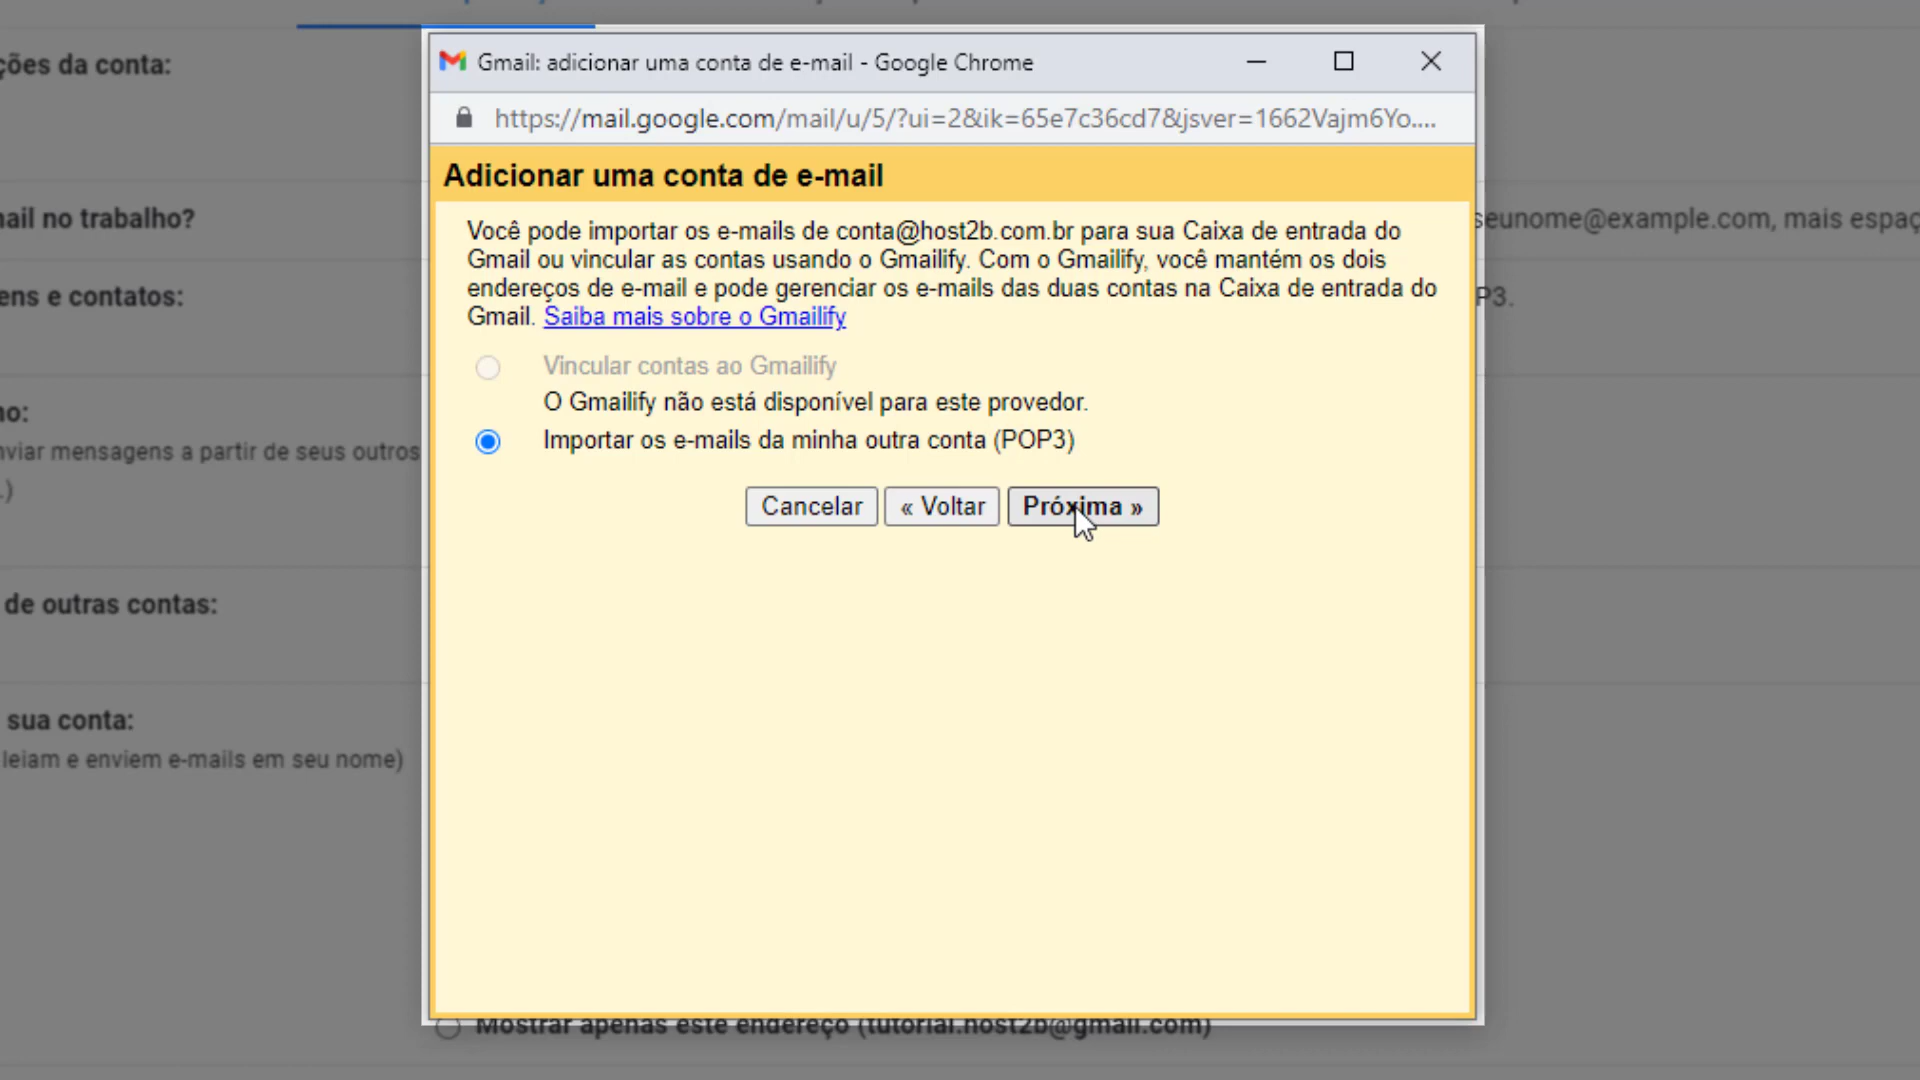 Gmail: adicionar uma conta de e-mail - Google Chrome
https://mail.google.com/mail/u/5/?ui=2&ik=65e7c36cd7&jsver=1662Vajm6Yo....
Adicionar uma conta de e-mail
Você pode importar os e-mails de conta@host2b.com.br para sua Caixa de entrada do
Gmail ou vincular as contas usando o Gmailify. Com o Gmailify, você mantém os dois
endereços de e-mail e pode gerenciar os e-mails das duas contas na Caixa de entrada do
Gmail. Saiba mais sobre o Gmailify
Vincular contas ao Gmailify
O Gmailify não está disponível para este provedor.
Importar os e-mails da minha outra conta (POP3)
Cancelar « Voltar Próxima »
ções da conta:
ail no trabalho?
seunome@example.com, mais espaç
ens e contatos:
P3.
no:
nviar mensagens a partir de seus outros
.)
de outras contas:
sua conta:
leiam e enviem e-mails em seu nome)
Mostrar apenas este endereço (tutorial.host2b@gmail.com)